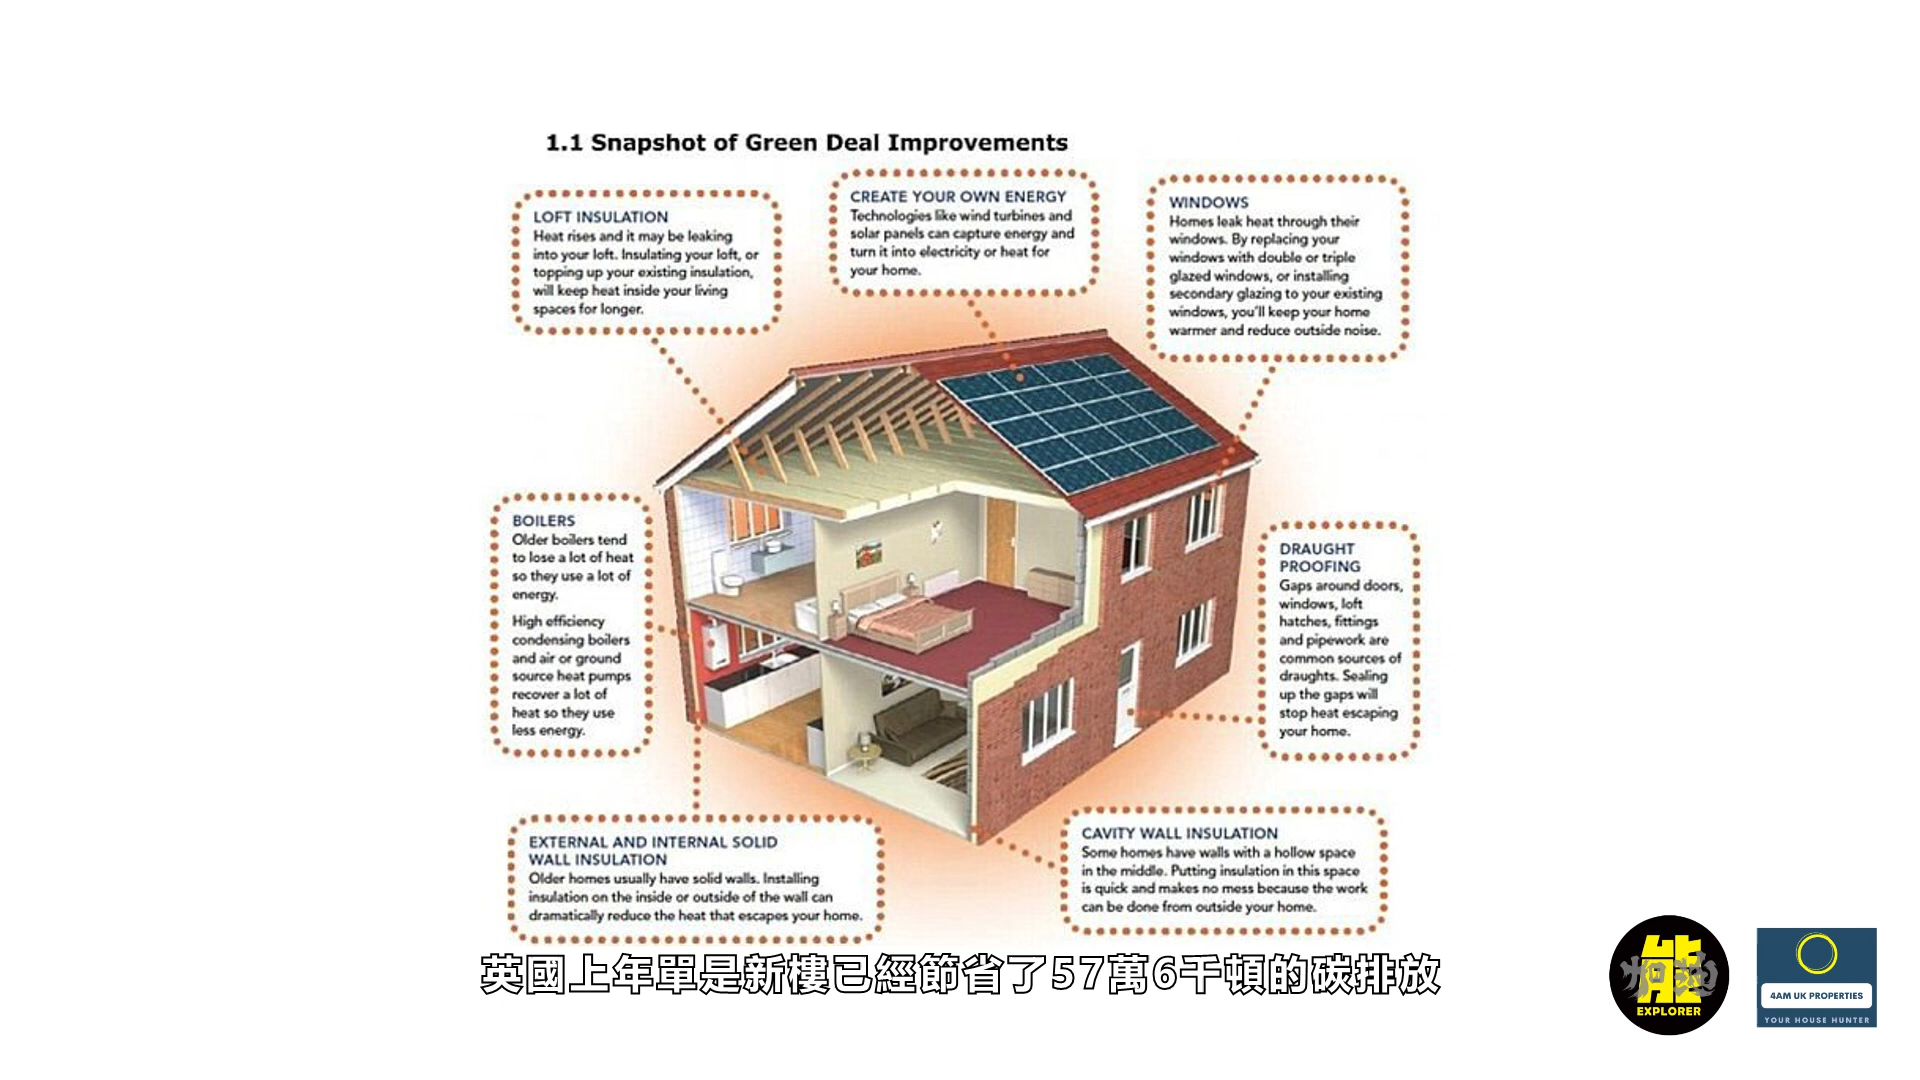 1.1 Snapshot of Green Deal Improvements
LOFT INSULATION
Heat rises and it may be leaking
into your loft. Insulating your loft, or
topping up your existing insulation,
will keep heat inside your living
spaces for longer.
CREATE YOUR OWN ENERGY
Technologies like wind turbines and
solar panels can capture energy and
turn it into electricity or heat for
your home.
WINDOWS
Homes leak heat through their
windows. By replacing your
windows with double or triple
glazed windows, or installing
secondary glazing to your existing
windows, you'll keep your home
warmer and reduce outside noise.
BOILERS
Older boilers tend
to lose a lot of heat
so they use a lot of
energy.
High efficiency
condensing boilers
and air or ground
source heat pumps
recover a lot of
heat so they use
less energy.
DRAUGHT
PROOFING
Gaps around doors,
windows, loft
hatches, fittings
and pipework are
common sources of
draughts. Sealing
up the gaps will
stop heat escaping
your home.
EXTERNAL AND INTERNAL SOLID
WALL INSULATION
Older homes usually have solid walls. Installing
insulation on the inside or outside of the wall can
dramatically reduce the heat that escapes your home.
CAVITY WALL INSULATION
Some homes have walls with a hollow space
in the middle. Putting insulation in this space
is quick and makes no mess because the work
can be done from outside your home.
英國上年單是新樓已經節省了57萬6千頓的碳排放
能
EXPLORER
4AM UK PROPERTIES
YOUR HOUSE HUNTER